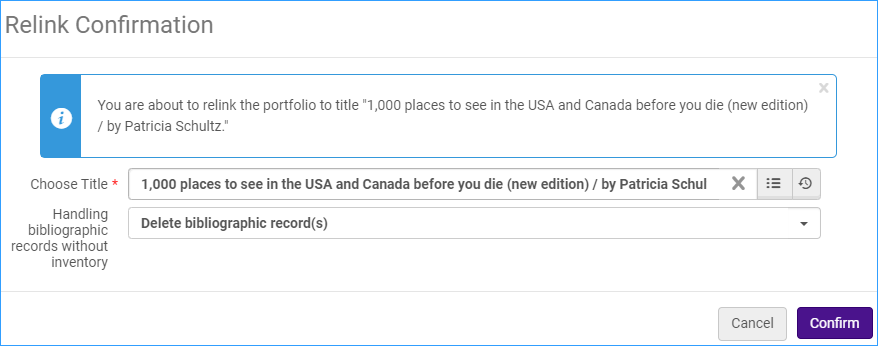 Relink Confirmation
x
You are about to relink the portfolio to title "1,000 places to see in the USA and Canada before you die (new edition)
/ by Patricia Schultz."
Choose Title * 1,000 places to see in the USA and Canada before you die (new edition) / by Patricia Schul
Handling
bibliographic
records without
inventory
Delete bibliographic record(s)
Cancel Confirm